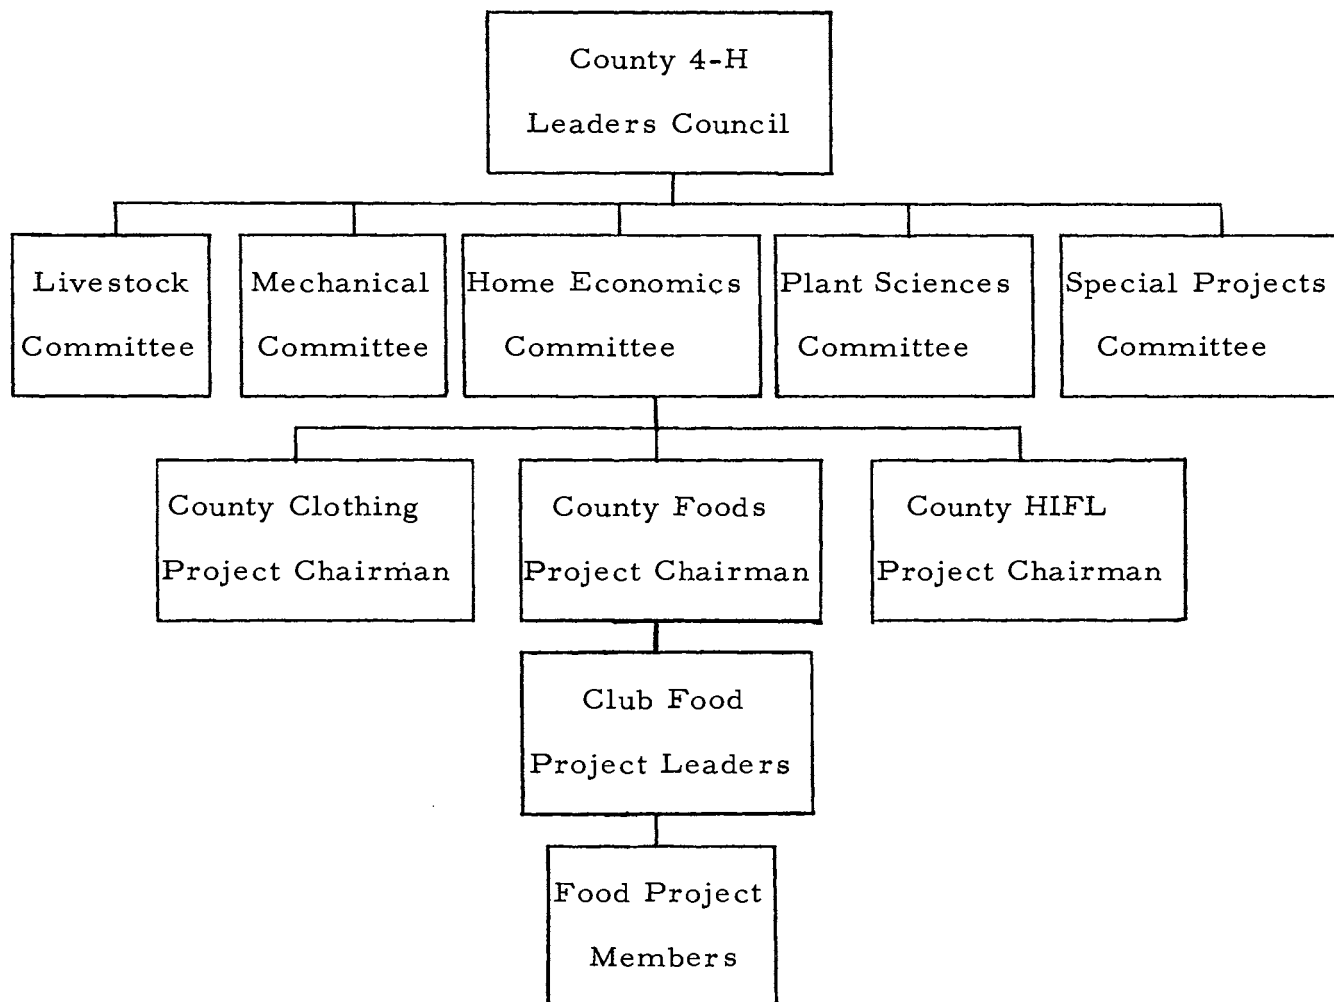 County 4-H
Leaders Council
Livestock
Committee
Mechanical
Committee
Home Economics
Committee
Plant Sciences
Committee
Special Projects
Committee
County Clothing
Project Chairman
County Foods
Project Chairman
County HIFL
Project Chairman
Club Food
Project Leaders
Food Project
Members